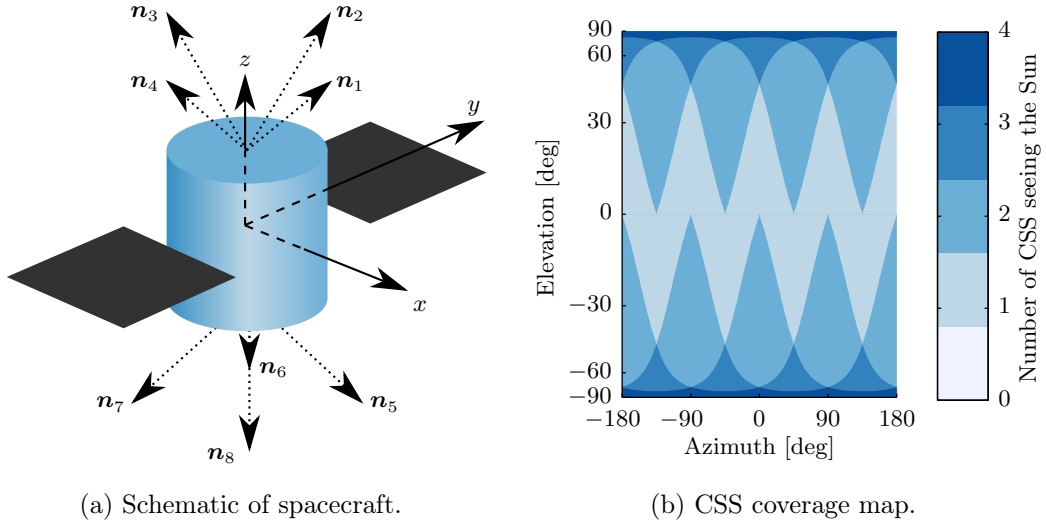 n₃
n₂
z
n₄
n₁
y
x
n₆
n₇
n₅
n₈
(a) Schematic of spacecraft.
90
60
30
0
−30
−60
−90
Elevation [deg]
−180
−90
0
90
180
Azimuth [deg]
4
3
2
1
0
Number of CSS seeing the Sun
(b) CSS coverage map.